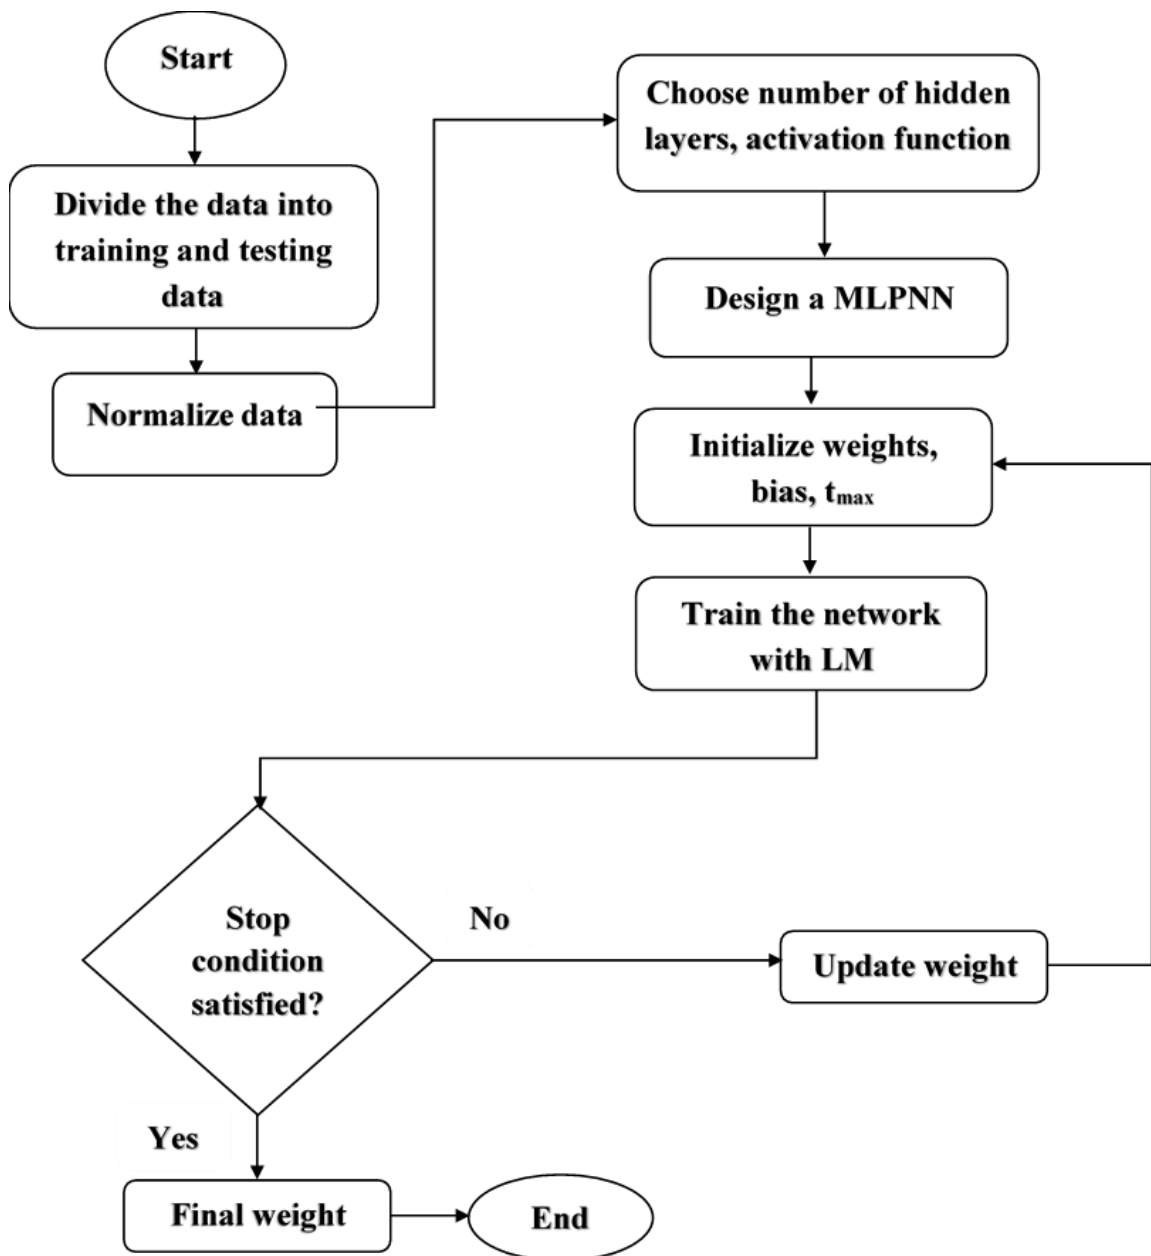 Start
Divide the data into
training and testing
data
Normalize data
Choose number of hidden
layers, activation function
Design a MLPNN
Initialize weights,
bias, tmax
Train the network
with LM
Stop
condition
satisfied?
No
Update weight
Yes
Final weight
End